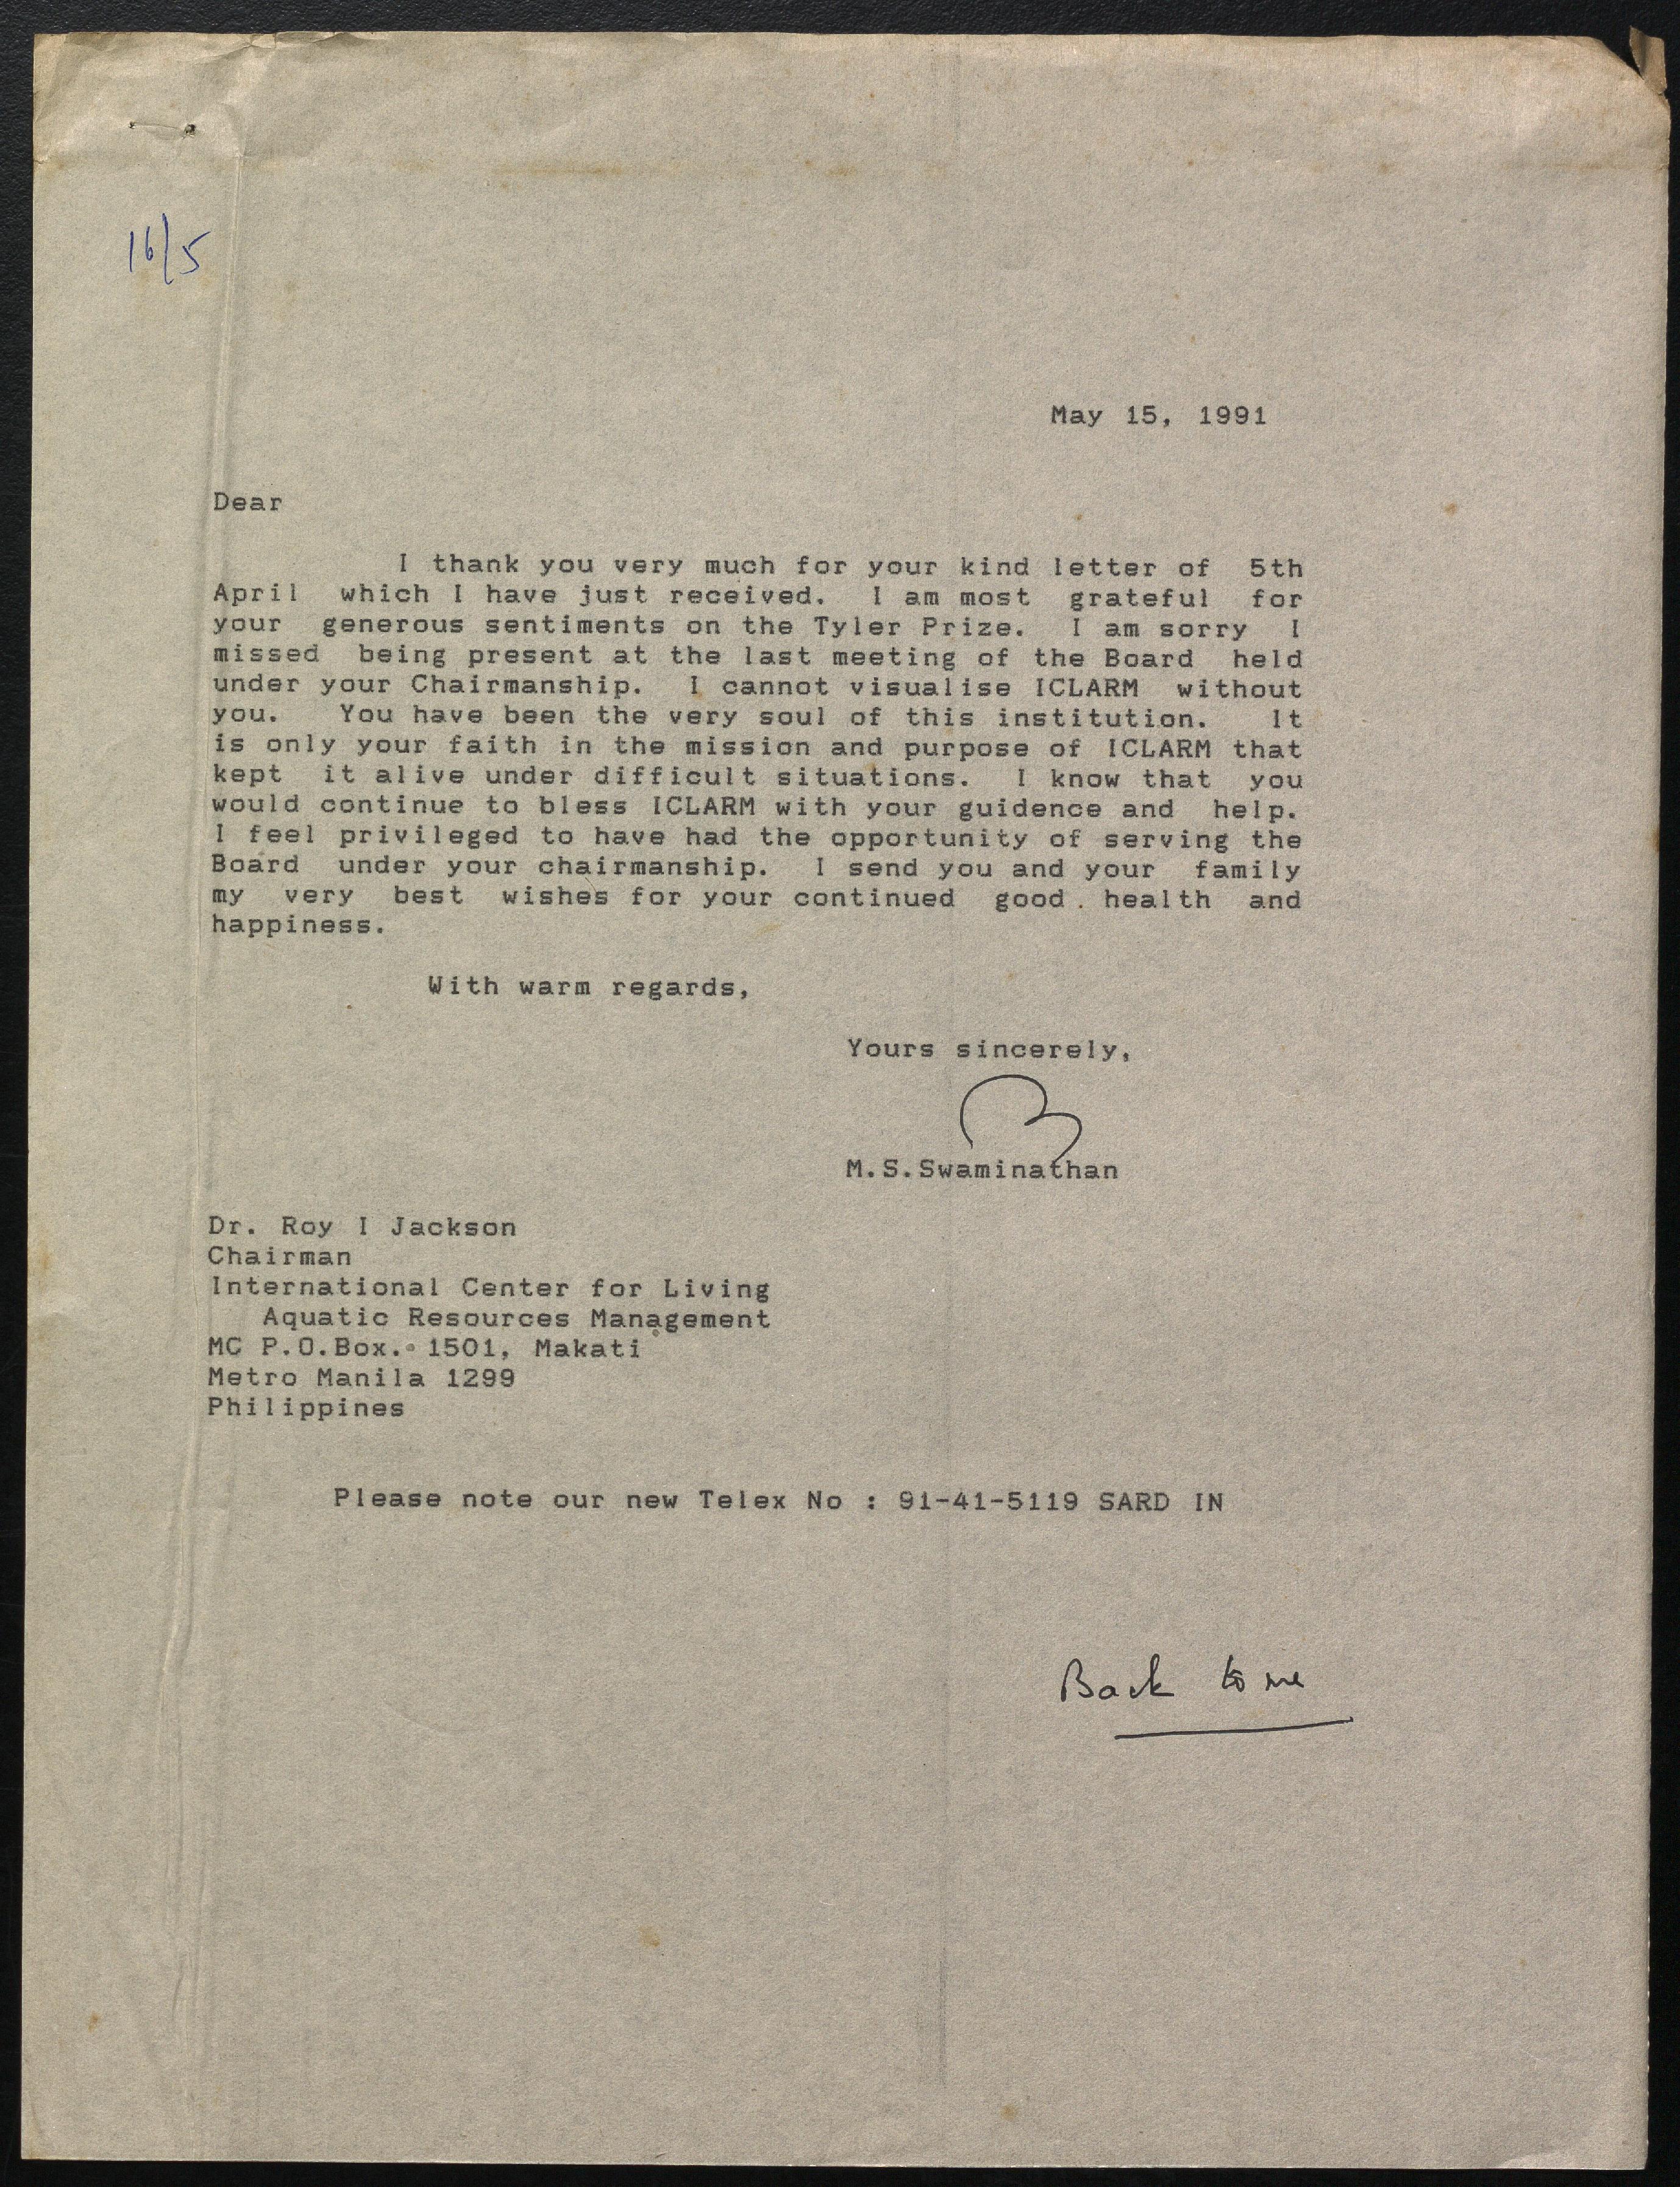 16/5
May 15, 1991
Dear
I thank you very much for your kind letter of 5th
April which I have just received. I am most grateful for
your generous sentiments on the Tyler Prize. I am sorry I
missed being present at the last meeting of the Board held
under your Chairmanship. I cannot visualise ICLARM without
you. You have been the very soul of this institution. It
is only your faith in the mission and purpose of ICLARM that
kept it alive under difficult situations. I know that you
would continue to bless ICLARM with your guidence and help.
I feel privileged to have had the opportunity of serving the
Board under your chairmanship. I send you and your family
my very best wishes for your continued good . health and
happiness.
With warm regards,
Yours sincerely,
M.S.Swaminathan
Dr. Roy I Jackson
Chairman
International Center for Living
Aquatic Resources Management
MC P.O.Box. 1501, Makati
Metro Manila 1299
Philippines
Please note our new Telex No : 91-41-5119 SARD IN
Back to me